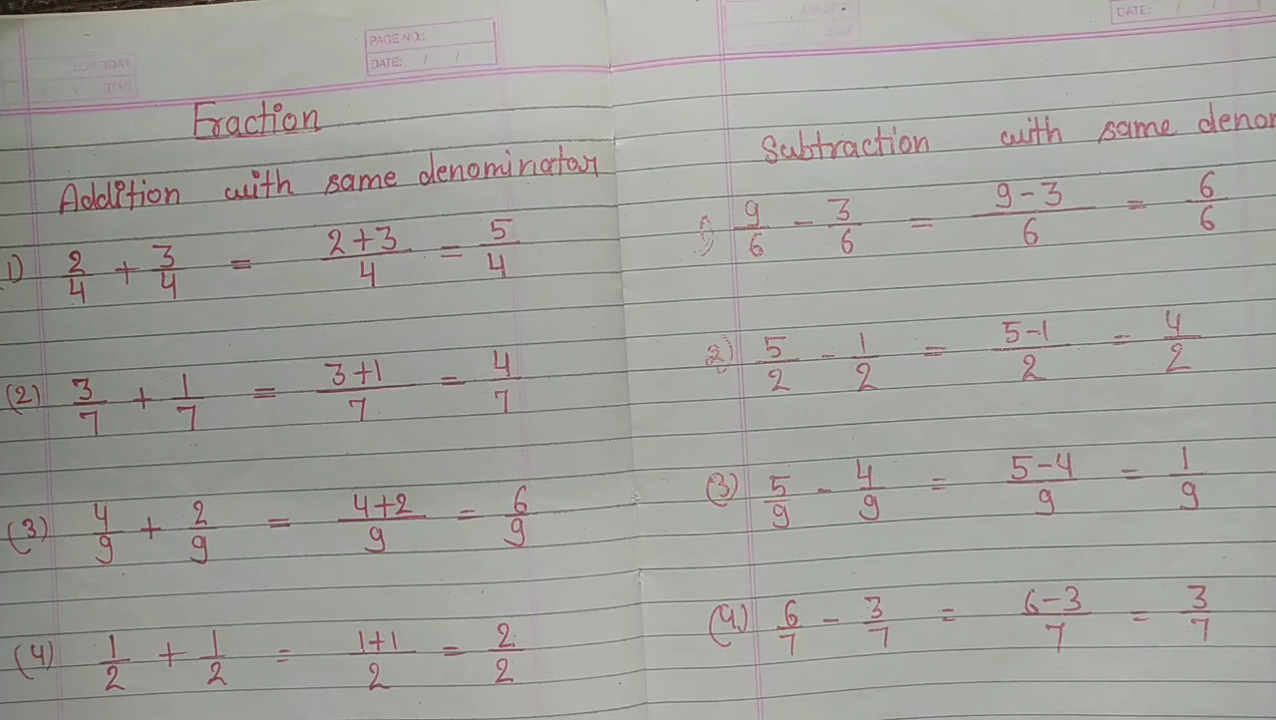 PAGE NO.:
DATE: / /
Fraction
Addition with same denominator
1) 2/4 + 3/4 = 2+3/4 = 5/4
(2) 3/7 + 1/7 = 3+1/7 = 4/7
(3) 4/9 + 2/9 = 4+2/9 = 6/9
(4) 1/2 + 1/2 = 1+1/2 = 2/2
DATE: / /
Subtraction with same denor
1) 9/6 - 3/6 = 9-3/6 = 6/6
2) 5/2 - 1/2 = 5-1/2 = 4/2
(3) 5/9 - 4/9 = 5-4/9 = 1/9
(4) 6/7 - 3/7 = 6-3/7 = 3/7